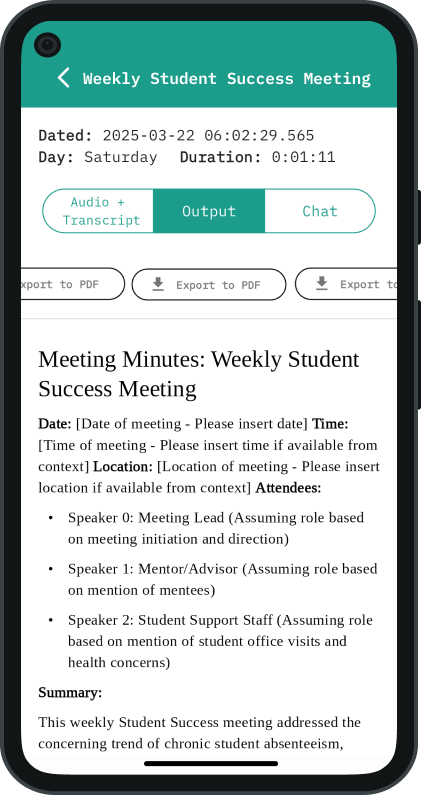 Weekly Student Success Meeting
Dated: 2025-03-22 06:02:29.565
Day: Saturday Duration: 0:01:11
Audio +
Transcript
Output
Chat
xport to PDF
Export to PDF
Export to
Meeting Minutes: Weekly Student
Success Meeting
Date: [Date of meeting - Please insert date] Time:
[Time of meeting - Please insert time if available from
context] Location: [Location of meeting - Please insert
location if available from context] Attendees:
• Speaker 0: Meeting Lead (Assuming role based
on meeting initiation and direction)
• Speaker 1: Mentor/Advisor (Assuming role based
on mention of mentees)
• Speaker 2: Student Support Staff (Assuming role
based on mention of student office visits and
health concerns)
Summary:
This weekly Student Success meeting addressed the
concerning trend of chronic student absenteeism,